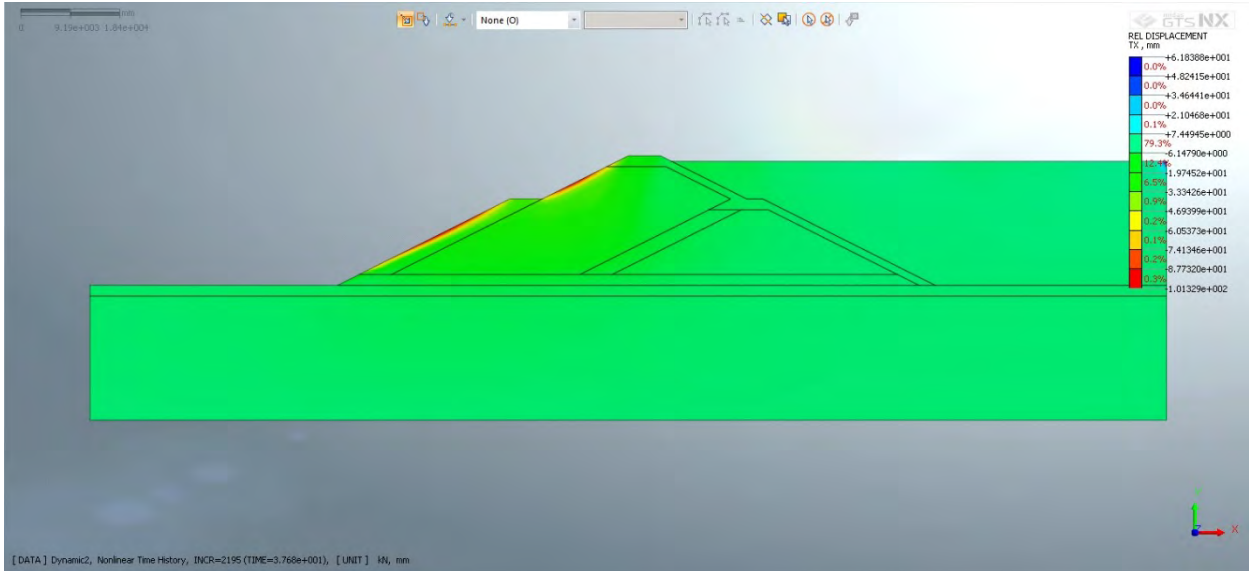 mm
0 9.19e+003 1.84e+004
None (O)
GTS NX
REL DISPLACEMENT
TX , mm
+6.18388e+001
0.0%
+4.82415e+001
0.0%
+3.46441e+001
0.0%
+2.10468e+001
0.1%
+7.44945e+000
79.3%
-6.14790e+000
12.4%
-1.97452e+001
6.5%
-3.33426e+001
0.9%
-4.69399e+001
0.2%
-6.05373e+001
0.1%
-7.41346e+001
0.2%
-8.77320e+001
0.3%
-1.01329e+002
Z X
[ DATA ] Dynamic2, Nonlinear Time History, INCR=2195 (TIME=3.768e+001), [ UNIT ] kN, mm